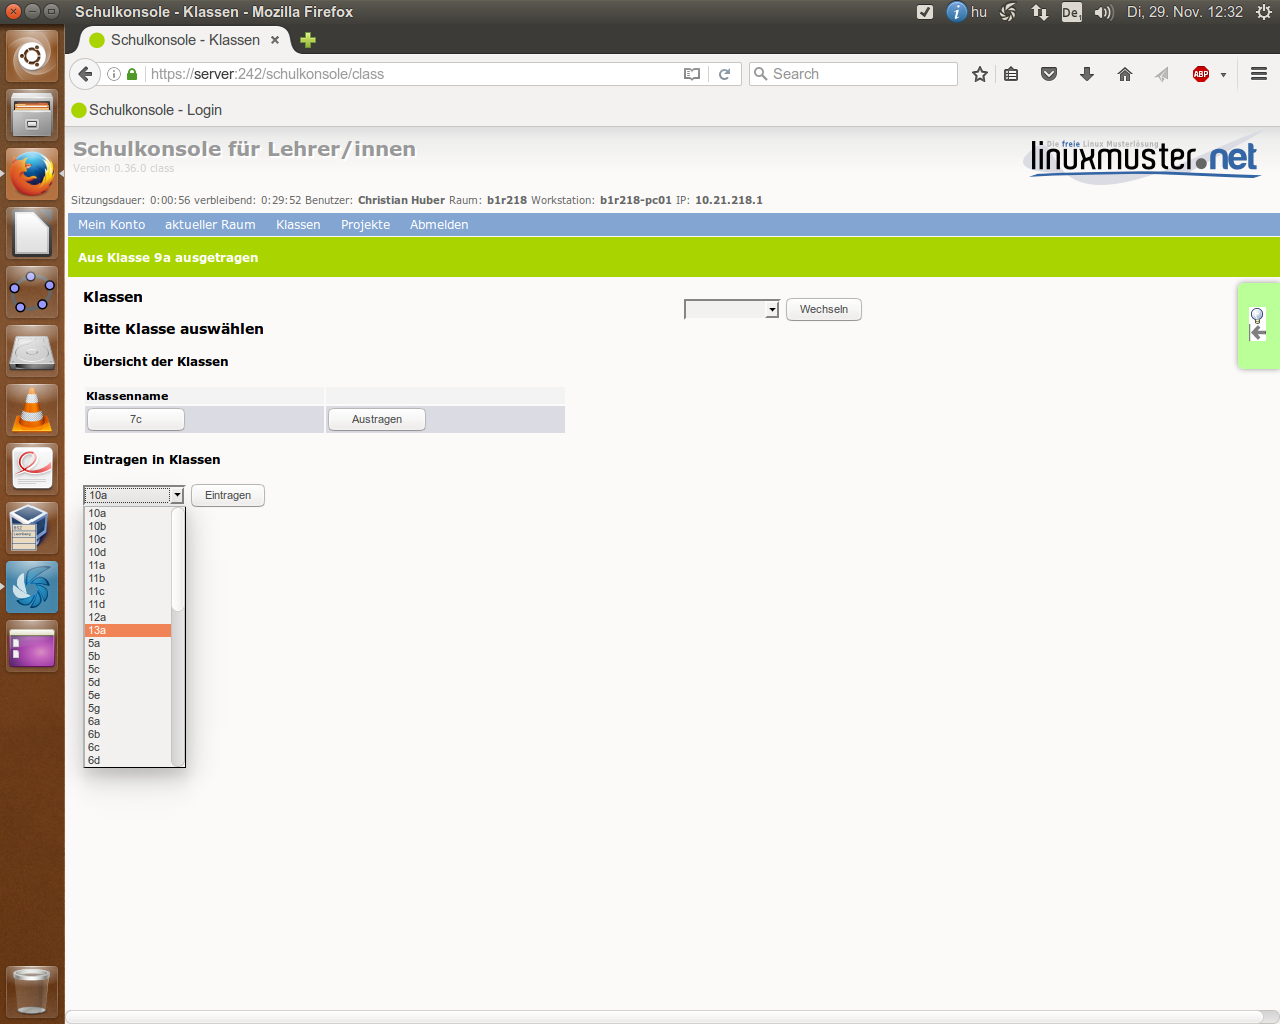 Schulkonsole - Klassen - Mozilla Firefox
hu
De1
Di, 29. Nov. 12:32
Schulkonsole - Klassen
https://server:242/schulkonsole/class
Search
ABP
Schulkonsole - Login
Schulkonsole für Lehrer/innen
Version 0.36.0 class
Die freie Linux Musterlösung
linuxmuster.net
Sitzungsdauer: 0:00:56 verbleibend: 0:29:52 Benutzer: Christian Huber Raum: b1r218 Workstation: b1r218-pc01 IP: 10.21.218.1
Mein Konto aktueller Raum Klassen Projekte Abmelden
Aus Klasse 9a ausgetragen
Klassen
Wechseln
Bitte Klasse auswählen
Übersicht der Klassen
Klassenname
7c Austragen
Eintragen in Klassen
10a Eintragen
10a
10b
10c
10d
11a
11b
11c
11d
12a
13a
5a
5b
5c
5d
5e
5g
6a
6b
6c
6d